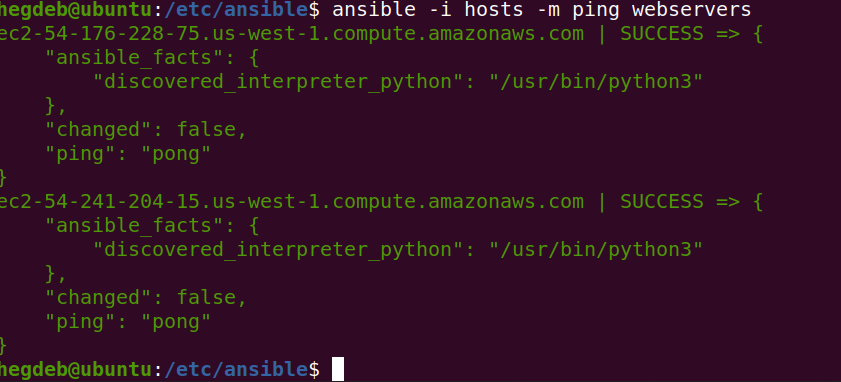 hegdeb@ubuntu:/etc/ansible$ ansible -i hosts -m ping webservers
ec2-54-176-228-75.us-west-1.compute.amazonaws.com | SUCCESS => {
    "ansible_facts": {
        "discovered_interpreter_python": "/usr/bin/python3"
    },
    "changed": false,
    "ping": "pong"
}
ec2-54-241-204-15.us-west-1.compute.amazonaws.com | SUCCESS => {
    "ansible_facts": {
        "discovered_interpreter_python": "/usr/bin/python3"
    },
    "changed": false,
    "ping": "pong"
}
hegdeb@ubuntu:/etc/ansible$